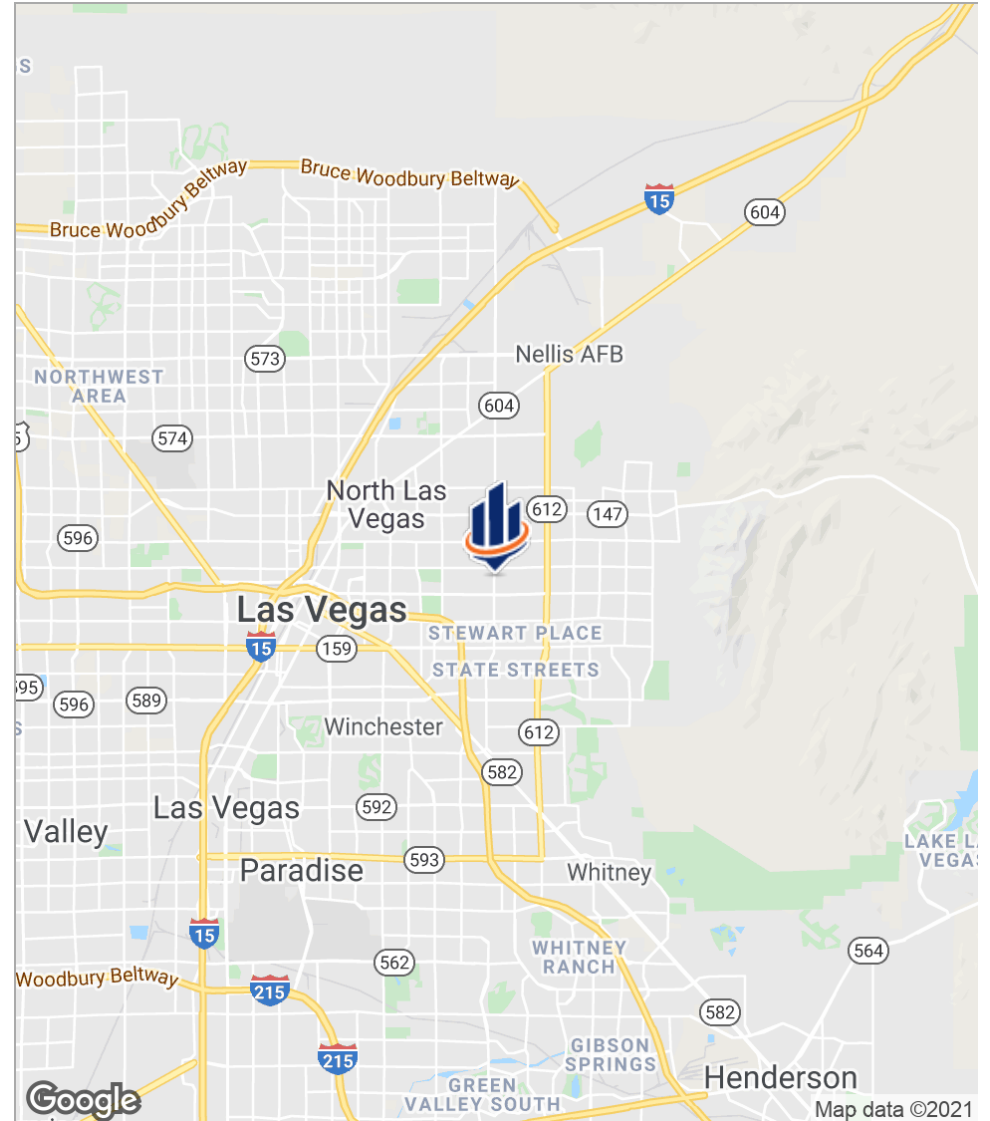 S
Bruce Woodbury Beltway
Bruce Woodbury Beltway
15
604
Nellis AFB
573
NORTHWEST
AREA
604
574
North Las
Vegas
612
147
596
Las Vegas
STEWART PLACE
15
159
STATE STREETS
595
596
589
S
Winchester
612
582
592
Las Vegas
Valley
LAKE LA
VEGAS
593
Paradise
Whitney
15
WHITNEY
RANCH
564
562
Woodbury Beltway
215
582
215
GIBSON
SPRINGS
Henderson
GREEN
VALLEY SOUTH
Google
Map data ©2021